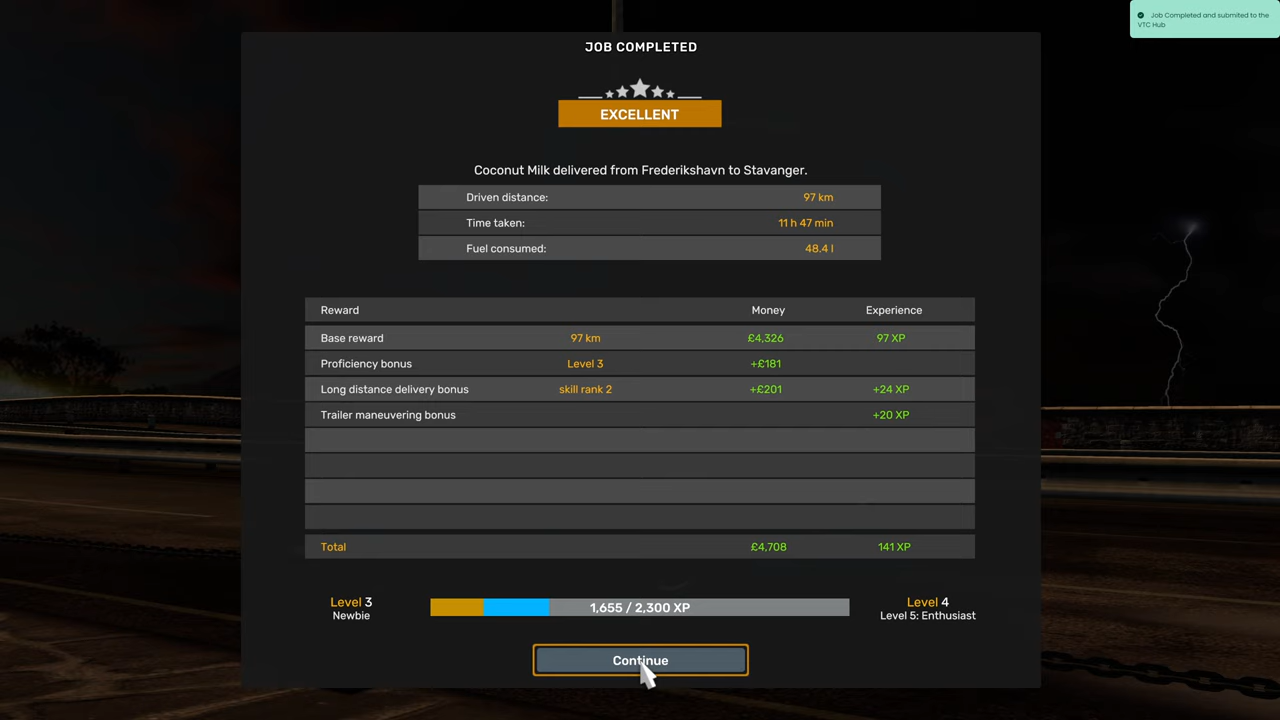 Job Completed and submited to the
VTC Hub
JOB COMPLETED
EXCELLENT
Coconut Milk delivered from Frederikshavn to Stavanger.
Driven distance: 97 km
Time taken: 11 h 47 min
Fuel consumed: 48.4 l
Reward Money Experience
Base reward 97 km £4,326 97 XP
Proficiency bonus Level 3 +£181
Long distance delivery bonus skill rank 2 +£201 +24 XP
Trailer maneuvering bonus +20 XP
Total £4,708 141 XP
Level 3 1,655 / 2,300 XP Level 4
Newbie Level 5: Enthusiast
Continue